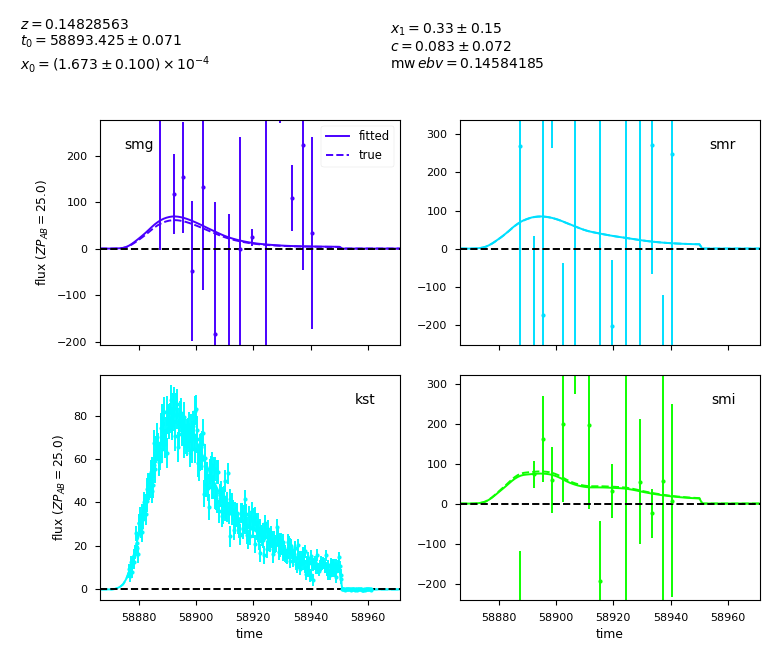 z = 0.14828563
t₀ = 58893.425 ± 0.071
x₀ = (1.673 ± 0.100) × 10⁻⁴
x₁ = 0.33 ± 0.15
c = 0.083 ± 0.072
mw ebv = 0.14584185
smg
fitted
true
200
100
0
−100
−200
flux (ZP_AB = 25.0)
smr
300
200
100
0
−100
−200
kst
80
60
40
20
0
flux (ZP_AB = 25.0)
58880 58900 58920 58940 58960
time
smi
300
200
100
0
−100
−200
58880 58900 58920 58940 58960
time